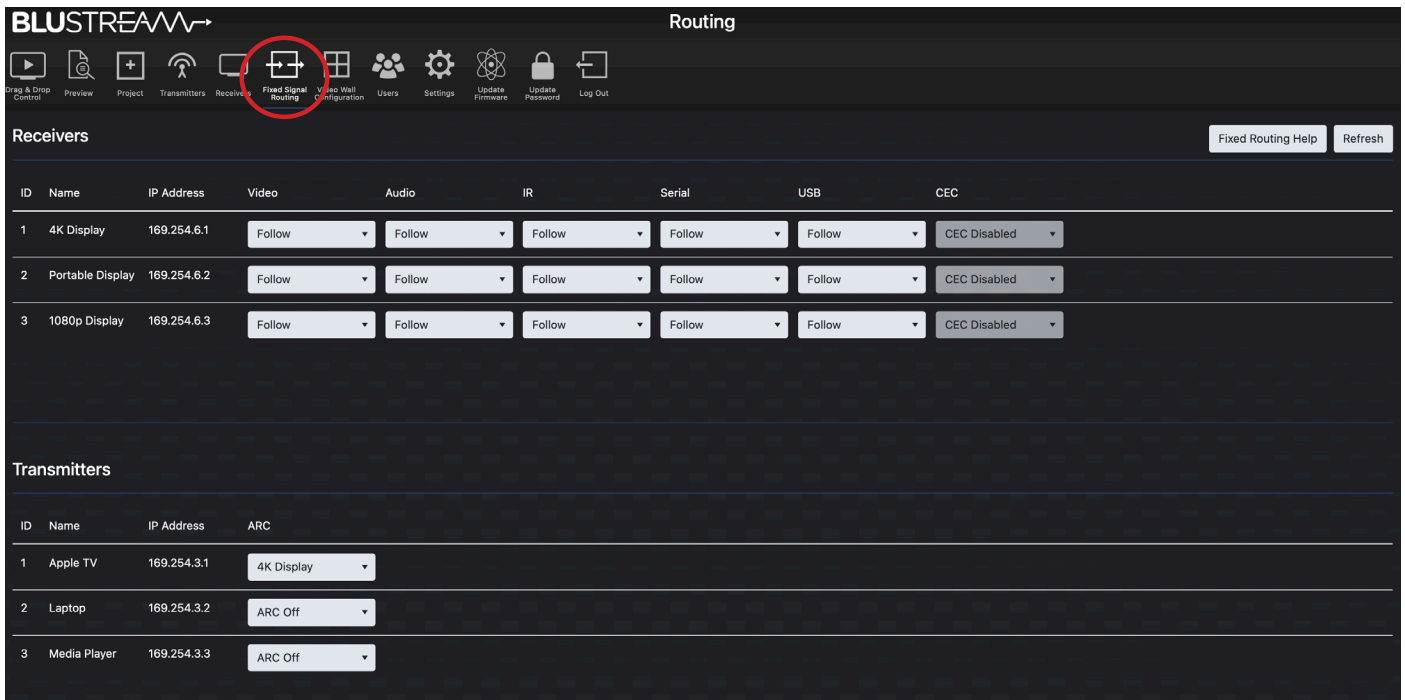 BLUSTREAM
Routing
Drag & Drop Control
Preview
Project
Transmitters
Receivers
Fixed Signal Routing
Video Wall Configuration
Users
Settings
Update Firmware
Update Password
Log Out
Receivers
Fixed Routing Help
Refresh
ID Name IP Address Video Audio IR Serial USB CEC
1 4K Display 169.254.6.1 Follow Follow Follow Follow Follow CEC Disabled
2 Portable Display 169.254.6.2 Follow Follow Follow Follow Follow CEC Disabled
3 1080p Display 169.254.6.3 Follow Follow Follow Follow Follow CEC Disabled
Transmitters
ID Name IP Address ARC
1 Apple TV 169.254.3.1 4K Display
2 Laptop 169.254.3.2 ARC Off
3 Media Player 169.254.3.3 ARC Off